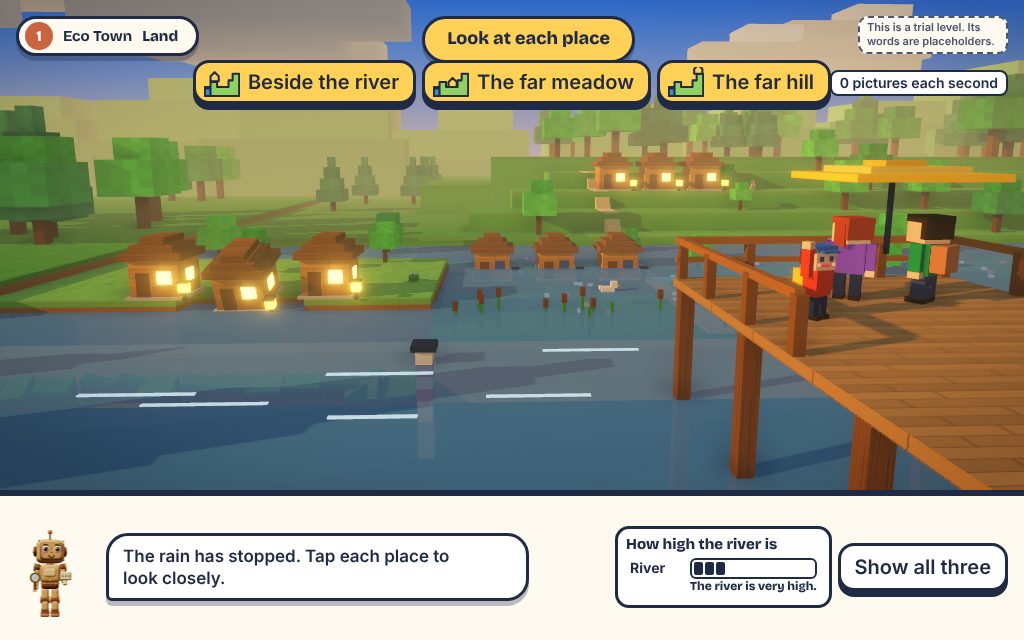 1 Eco Town Land
Look at each place
This is a trial level. Its
words are placeholders.
Beside the river
The far meadow
The far hill
0 pictures each second
The rain has stopped. Tap each place to
look closely.
How high the river is
River
The river is very high.
Show all three